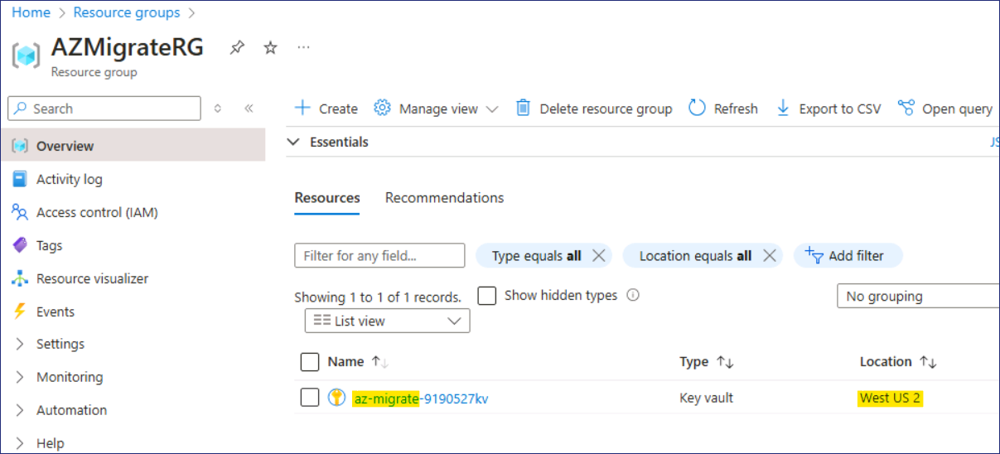 Home > Resource groups >
AZMigrateRG
Resource group
Search
Create Manage view Delete resource group Refresh Export to CSV Open query
Essentials
Overview
Activity log
Access control (IAM)
Tags
Resource visualizer
Events
Settings
Monitoring
Automation
Help
Resources Recommendations
Filter for any field... Type equals all Location equals all Add filter
Showing 1 to 1 of 1 records. Show hidden types No grouping
List view
Name Type Location
az-migrate-9190527kv Key vault West US 2